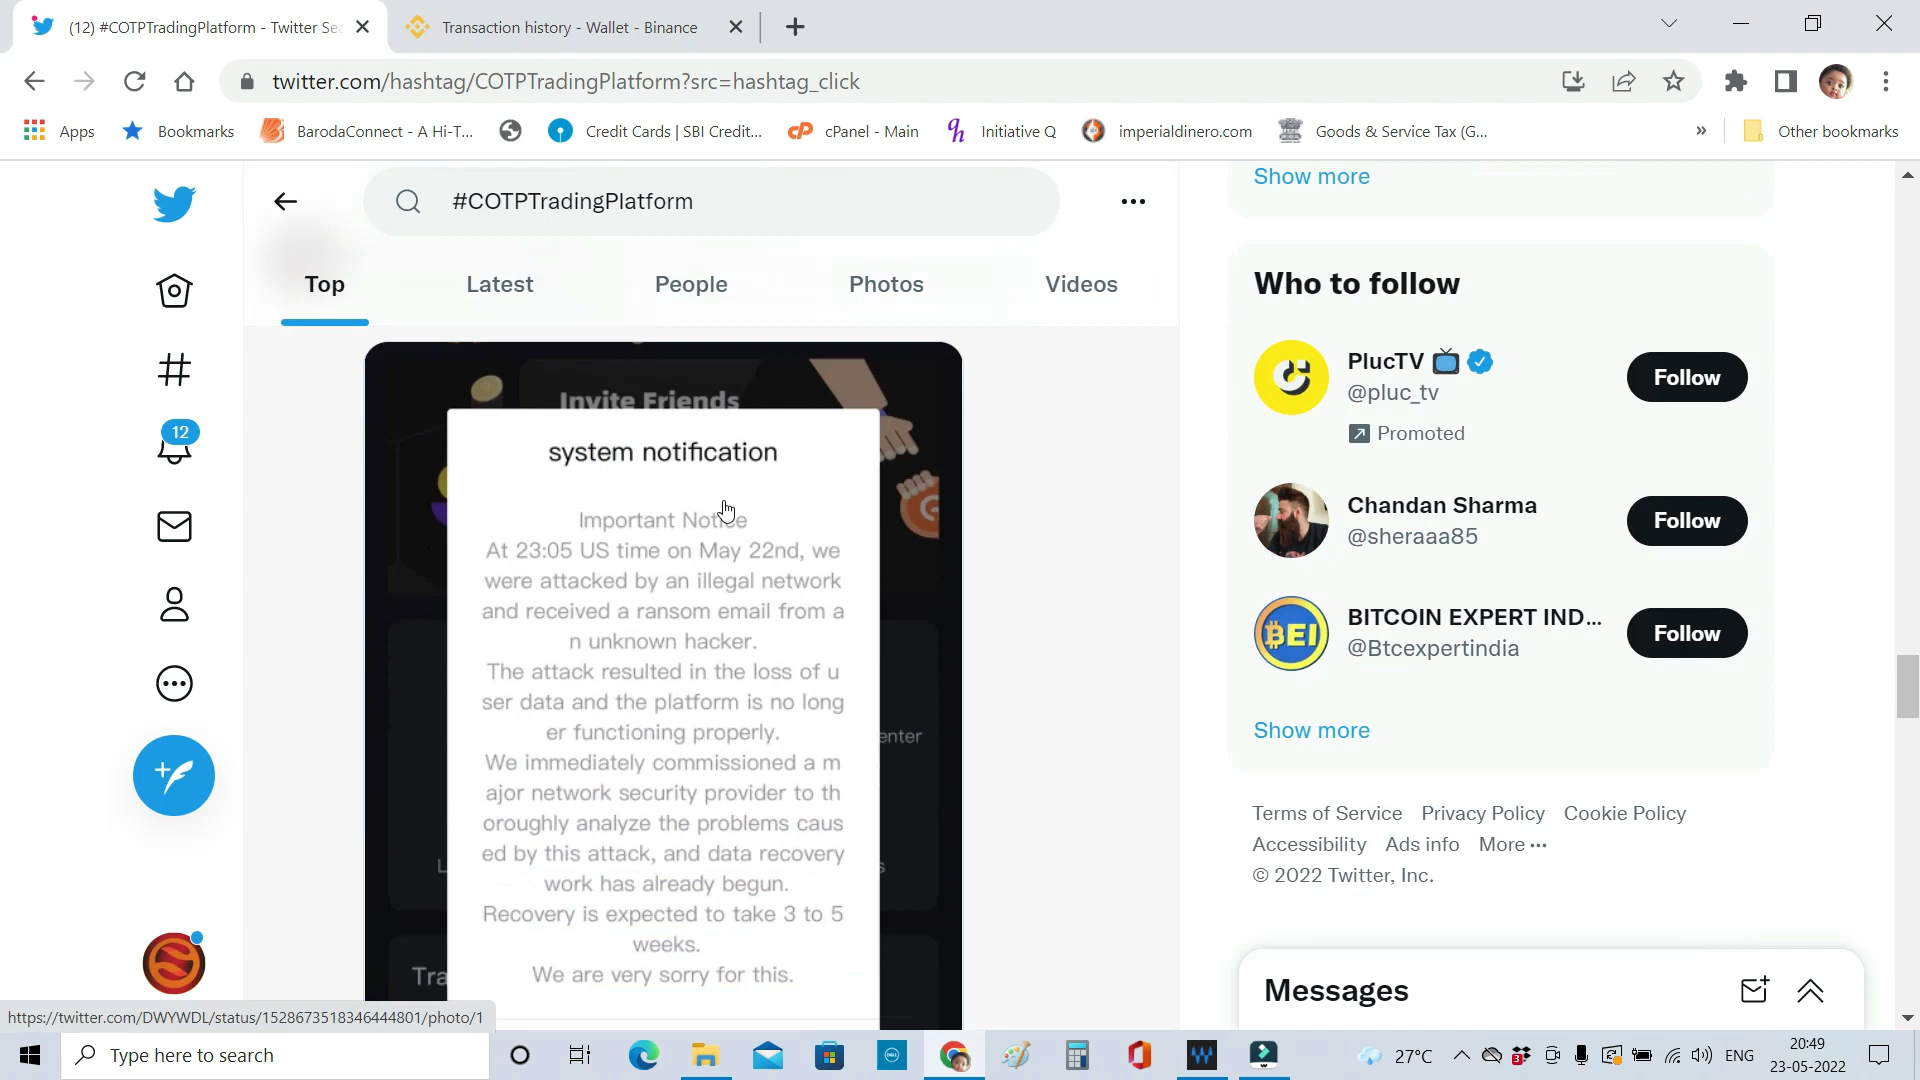 (12) #COTPTradingPlatform - Twitter Se
Transaction history - Wallet - Binance
twitter.com/hashtag/COTPTradingPlatform?src=hashtag_click
Apps
Bookmarks
BarodaConnect - A Hi-T...
Credit Cards | SBI Credit...
cPanel - Main
Initiative Q
imperialdinero.com
Goods & Service Tax (G...
»
Other bookmarks
#COTPTradingPlatform
Top
Latest
People
Photos
Videos
12
Invite Friends
system notification
Important Notice
At 23:05 US time on May 22nd, we
were attacked by an illegal network
and received a ransom email from a
n unknown hacker.
The attack resulted in the loss of u
ser data and the platform is no long
er functioning properly.
We immediately commissioned a m
ajor network security provider to th
oroughly analyze the problems caus
ed by this attack, and data recovery
work has already begun.
Recovery is expected to take 3 to 5
weeks.
We are very sorry for this.
enter
L
s
Tra
Show more
Who to follow
PlucTV
@pluc_tv
Promoted
Follow
Chandan Sharma
@sheraaa85
Follow
BEI
BITCOIN EXPERT IND...
@Btcexpertindia
Follow
Show more
Terms of Service Privacy Policy Cookie Policy
Accessibility Ads info More ···
© 2022 Twitter, Inc.
Messages
https://twitter.com/DWYWDL/status/1528673518346444801/photo/1
Type here to search
27°C
3
ENG
20:49
23-05-2022